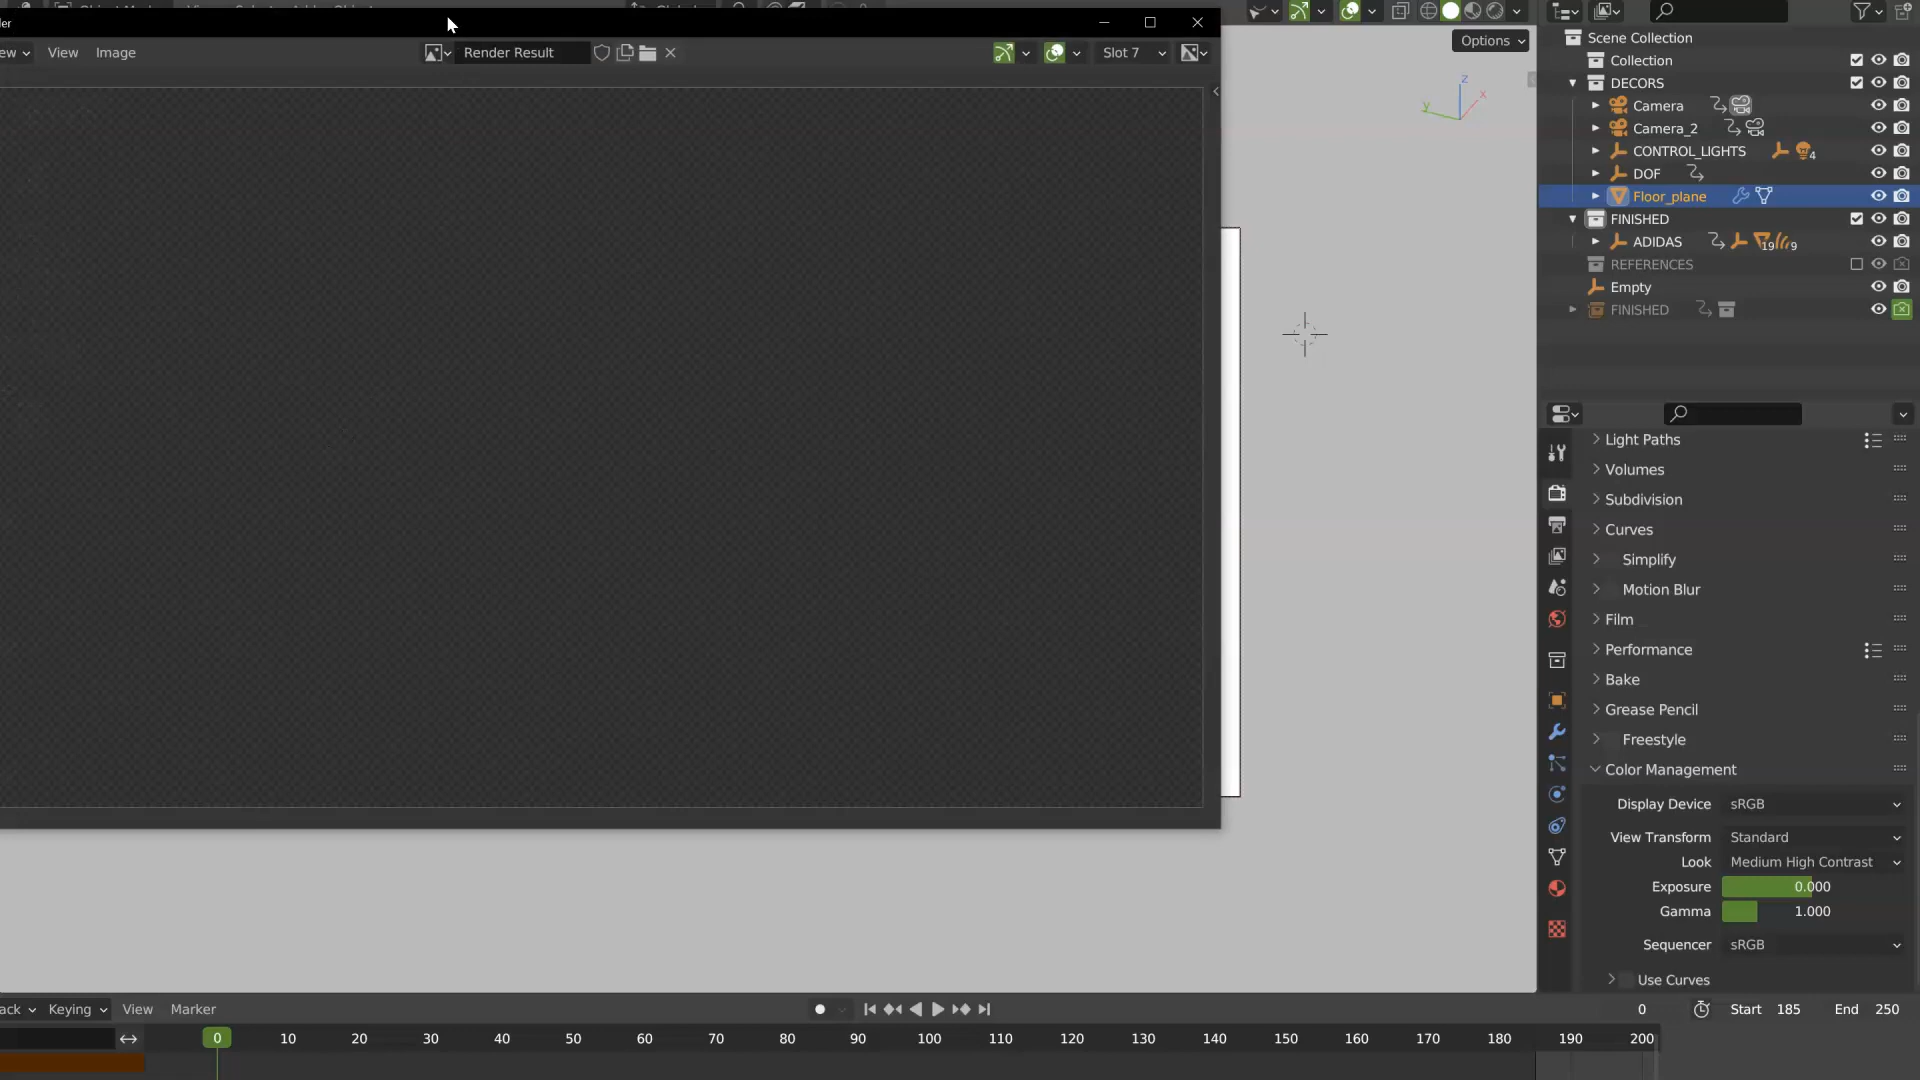 Options
ew View Image Render Result Slot 7
Z
Y X
Scene Collection
Collection
DECORS
Camera
Camera_2
CONTROL_LIGHTS 4
DOF
Floor_plane
FINISHED
ADIDAS 19 9
REFERENCES
Empty
FINISHED
Light Paths
Volumes
Subdivision
Curves
Simplify
Motion Blur
Film
Performance
Bake
Grease Pencil
Freestyle
Color Management
Display Device sRGB
View Transform Standard
Look Medium High Contrast
Exposure 0.000
Gamma 1.000
Sequencer sRGB
Use Curves
ack Keying View Marker 0 Start 185 End 250
0 10 20 30 40 50 60 70 80 90 100 110 120 130 140 150 160 170 180 190 200